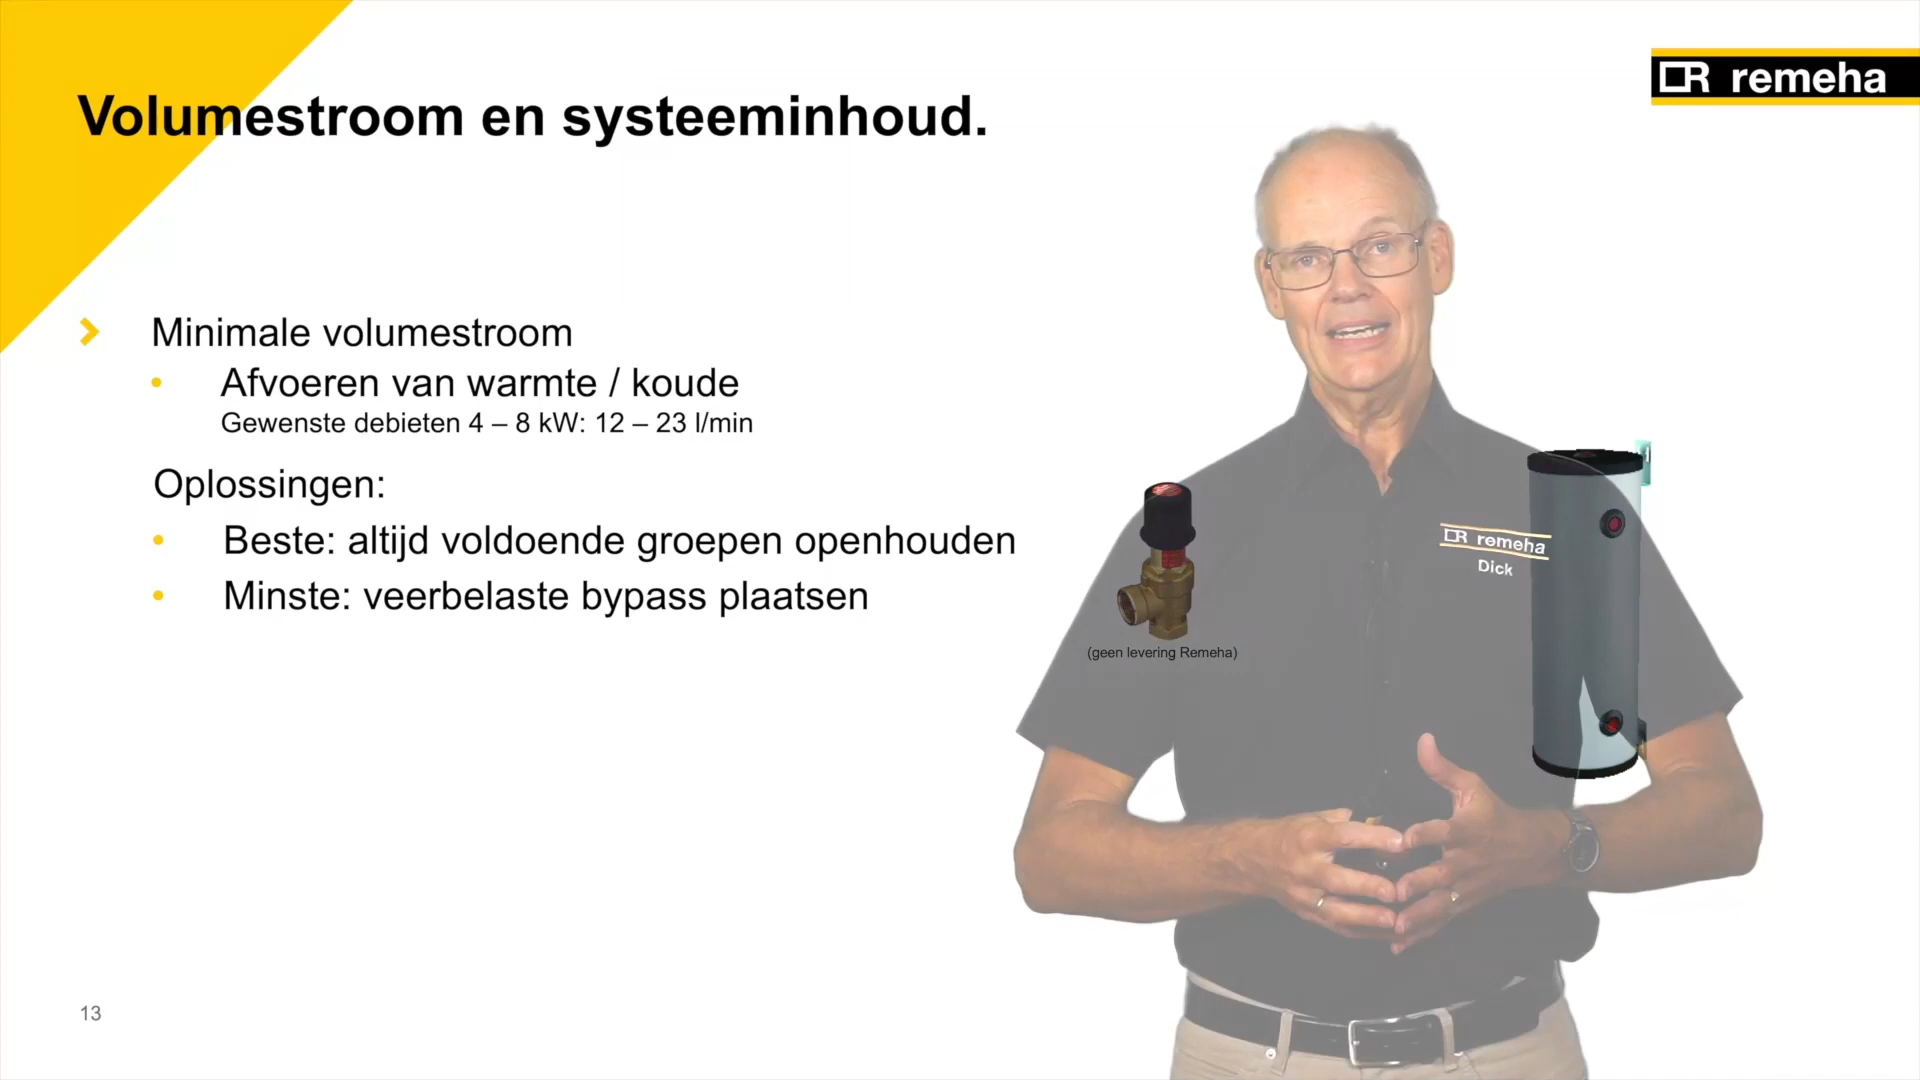 Volumestroom en systeeminhoud.
remeha
Minimale volumestroom
• Afvoeren van warmte / koude
Gewenste debieten 4 – 8 kW: 12 – 23 l/min
Oplossingen:
• Beste: altijd voldoende groepen openhouden
• Minste: veerbelaste bypass plaatsen
remeha
Dick
(geen levering Remeha)
13